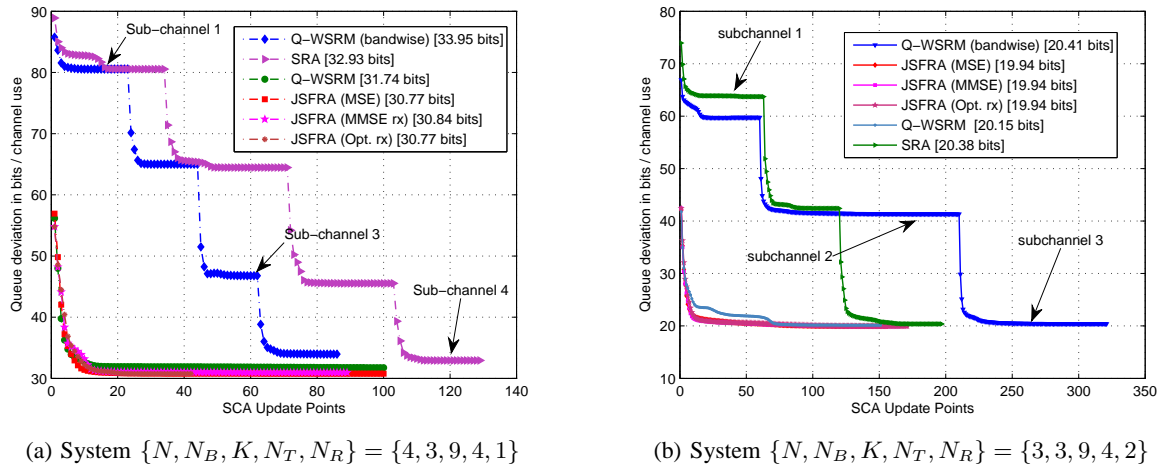 90
80
70
60
50
40
30
0
20
40
60
80
100
120
140
Queue deviation in bits / channel use
SCA Update Points
Sub-channel 1
Sub-channel 3
Sub-channel 4
Q-WSRM (bandwise) [33.95 bits]
SRA [32.93 bits]
Q-WSRM [31.74 bits]
JSFRA (MSE) [30.77 bits]
JSFRA (MMSE rx) [30.84 bits]
JSFRA (Opt. rx) [30.77 bits]
(a) System {N, N_B, K, N_T, N_R} = {4, 3, 9, 4, 1}
80
70
60
50
40
30
20
10
0
50
100
150
200
250
300
350
Queue deviation in bits / channel use
SCA Update Points
subchannel 1
subchannel 2
subchannel 3
Q-WSRM (bandwise) [20.41 bits]
JSFRA (MSE) [19.94 bits]
JSFRA (MMSE) [19.94 bits]
JSFRA (Opt. rx) [19.94 bits]
Q-WSRM [20.15 bits]
SRA [20.38 bits]
(b) System {N, N_B, K, N_T, N_R} = {3, 3, 9, 4, 2}